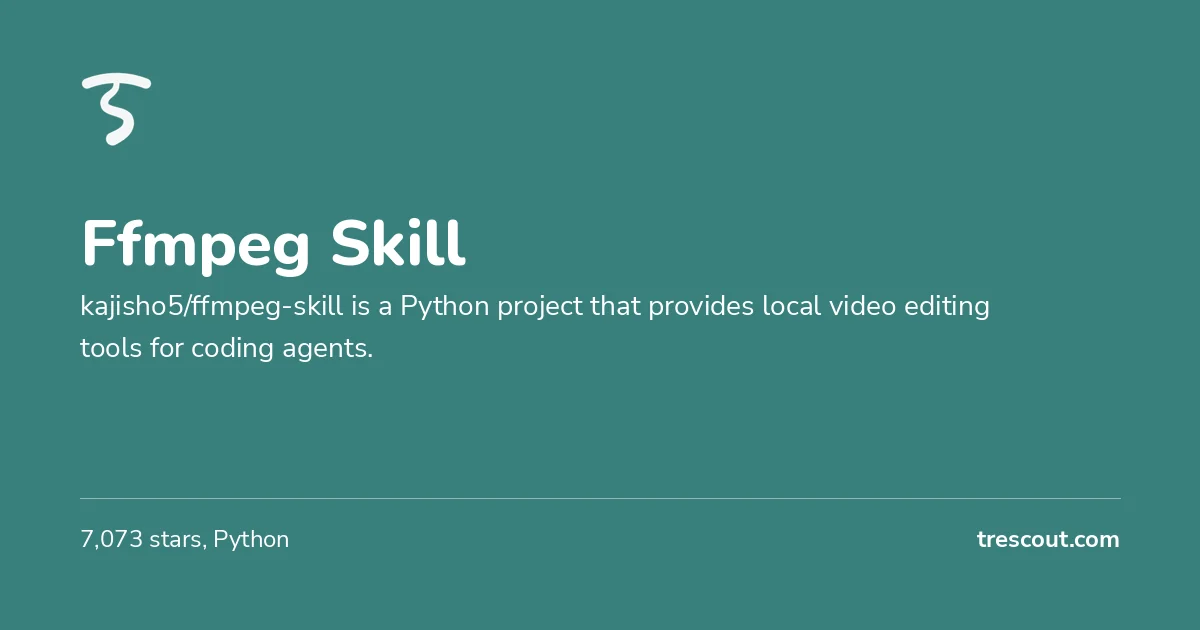 Ffmpeg Skill
kajisho5/ffmpeg-skill is a Python project that provides local video editing
tools for coding agents.
7,073 stars, Python
trescout.com